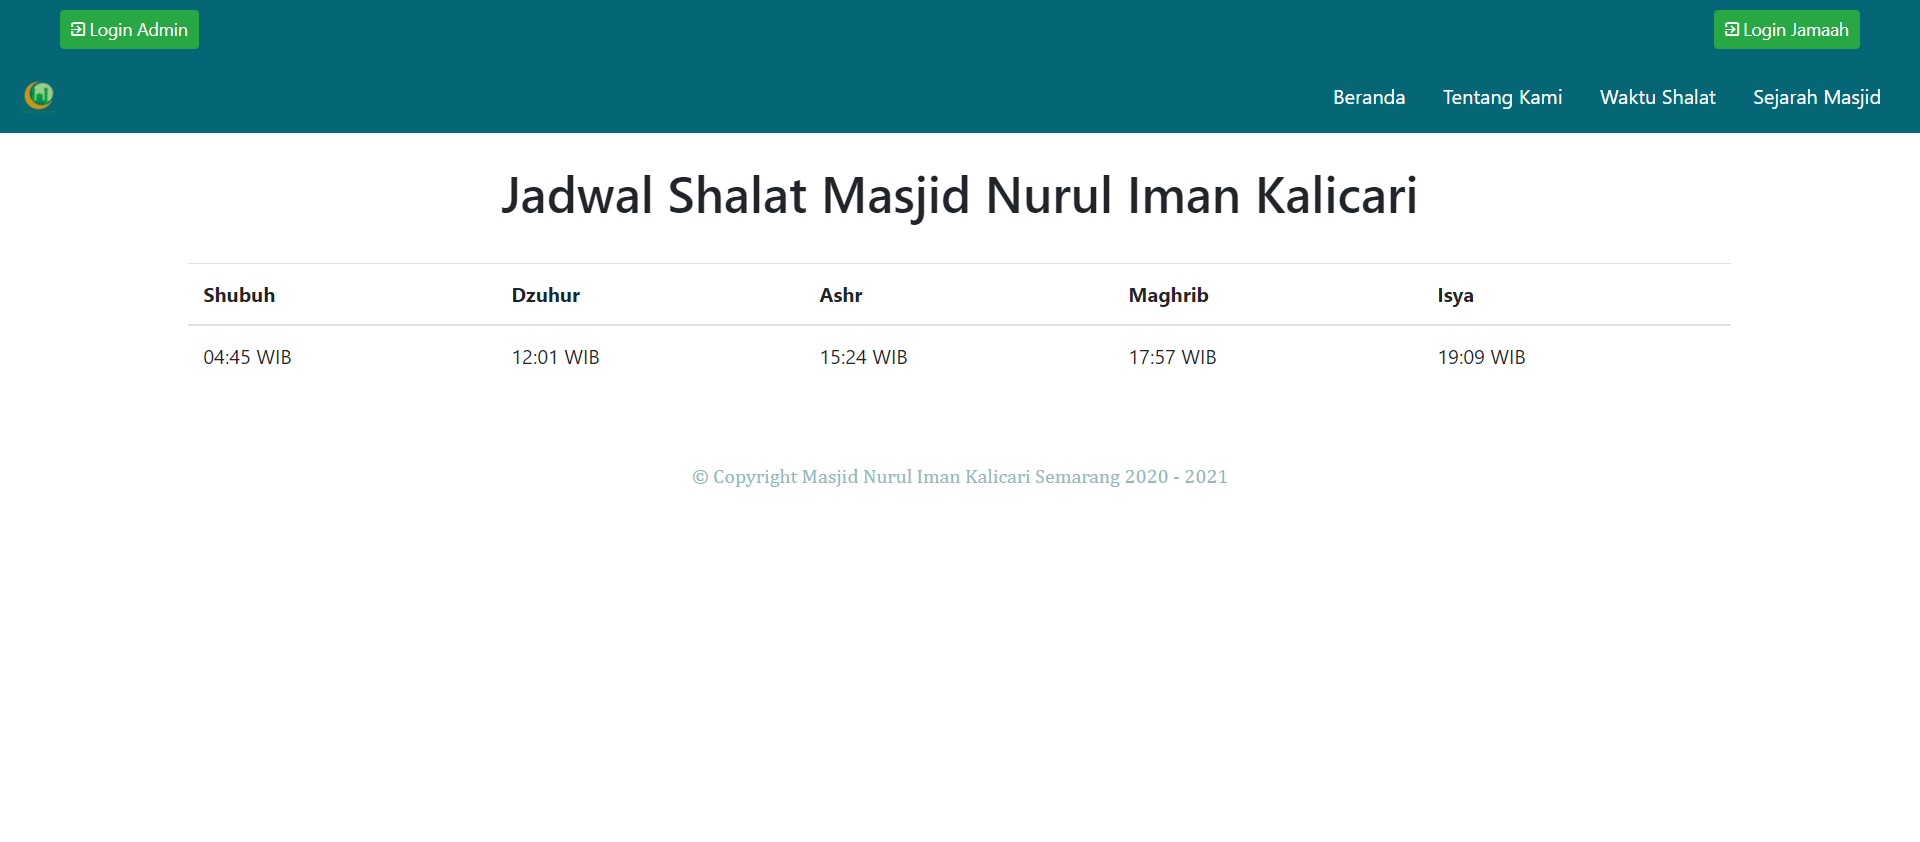 Login Admin
Login Jamaah
Beranda Tentang Kami Waktu Shalat Sejarah Masjid
Jadwal Shalat Masjid Nurul Iman Kalicari
Shubuh Dzuhur Ashr Maghrib Isya
04:45 WIB 12:01 WIB 15:24 WIB 17:57 WIB 19:09 WIB
© Copyright Masjid Nurul Iman Kalicari Semarang 2020 - 2021